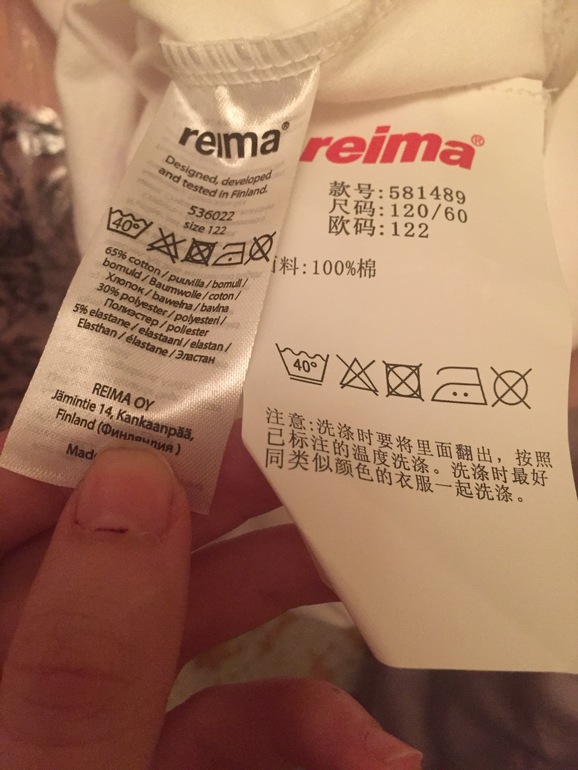 reima®
Designed, developed
and tested in Finland.
536022
size 122
40°
65% cotton / puuvilla / bomull /
bomuld / Baumwolle / coton /
Хлопок / bawełna / bavlna
30% polyester / polyesteri /
Полиэстер / poliester
5% elastane / elastaani / elastan /
Elasthan / élastane / Эластан
REIMA OY
Jämintie 14, Kankaanpää,
Finland (Финляндия)
reima®
款号:581489
尺码:120/60
欧码:122
料:100%棉
40°
注意:洗涤时要将里面翻出，按照
已标注的温度洗涤。洗涤时最好
同类似颜色的衣服一起洗涤。